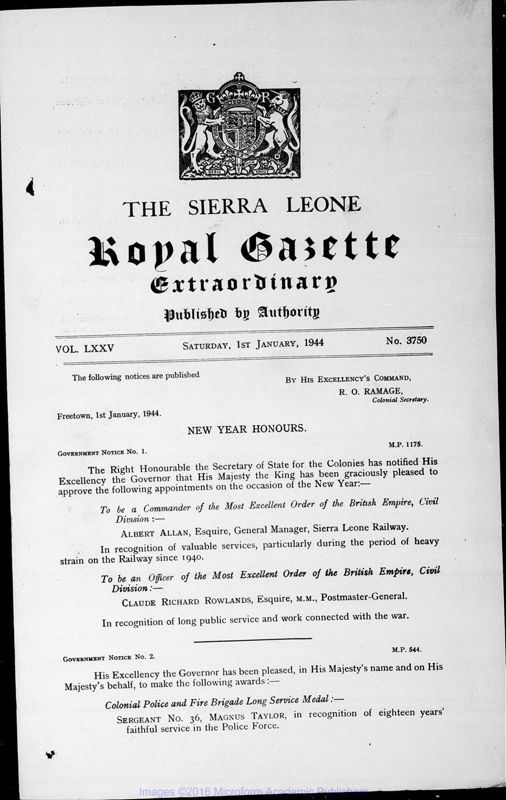 G R
THE SIERRA LEONE
Royal Gazette
Extraordinary
Published by Authority
VOL. LXXV SATURDAY, 1ST JANUARY, 1944 No. 3750
The following notices are published
BY HIS EXCELLENCY'S COMMAND,
R. O. RAMAGE,
Colonial Secretary.
Freetown, 1st January, 1944.
NEW YEAR HONOURS.
M.P. 1175.
GOVERNMENT NOTICE No. 1.
The Right Honourable the Secretary of State for the Colonies has notified His
Excellency the Governor that His Majesty the King has been graciously pleased to
approve the following appointments on the occasion of the New Year:—
To be a Commander of the Most Excellent Order of the British Empire, Civil
Division :—
ALBERT ALLAN, Esquire, General Manager, Sierra Leone Railway.
In recognition of valuable services, particularly during the period of heavy
strain on the Railway since 1940.
To be an Officer of the Most Excellent Order of the British Empire, Civil
Division:—
CLAUDE RICHARD ROWLANDS, Esquire, M.M., Postmaster-General.
In recognition of long public service and work connected with the war.
M.P. 544.
GOVERNMENT NOTICE No. 2.
His Excellency the Governor has been pleased, in His Majesty's name and on His
Majesty's behalf, to make the following awards :—
Colonial Police and Fire Brigade Long Service Medal :—
SERGEANT No. 36, MAGNUS TAYLOR, in recognition of eighteen years'
faithful service in the Police Force.
Images ©2016 Microform Academic Publishers